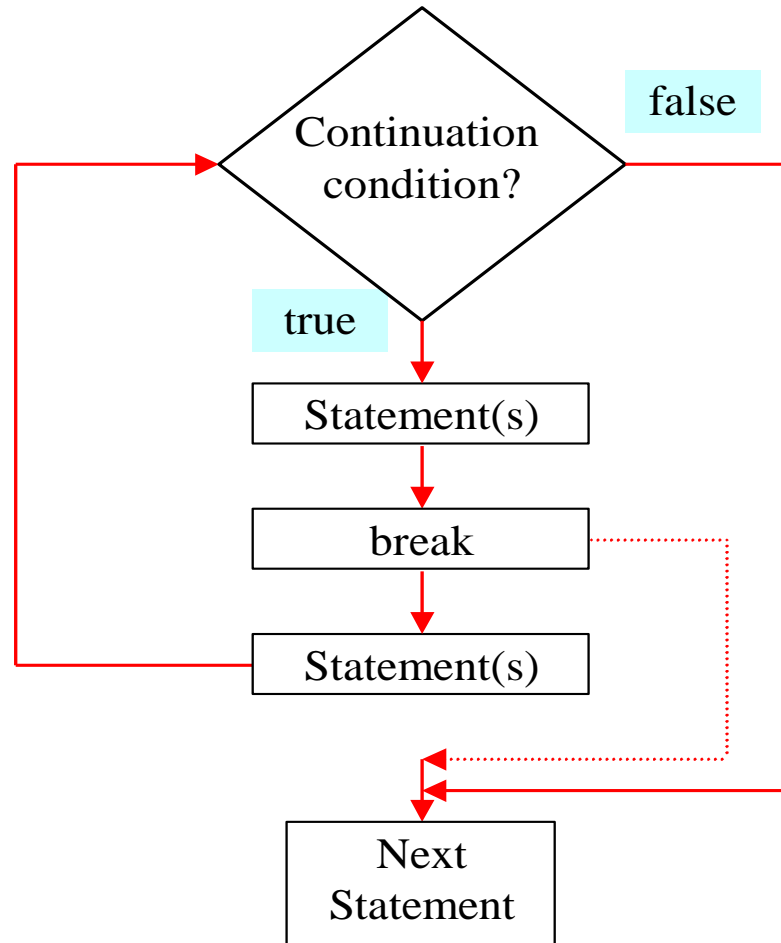 false
Continuation
condition?
true
Statement(s)
break
Statement(s)
Next
Statement